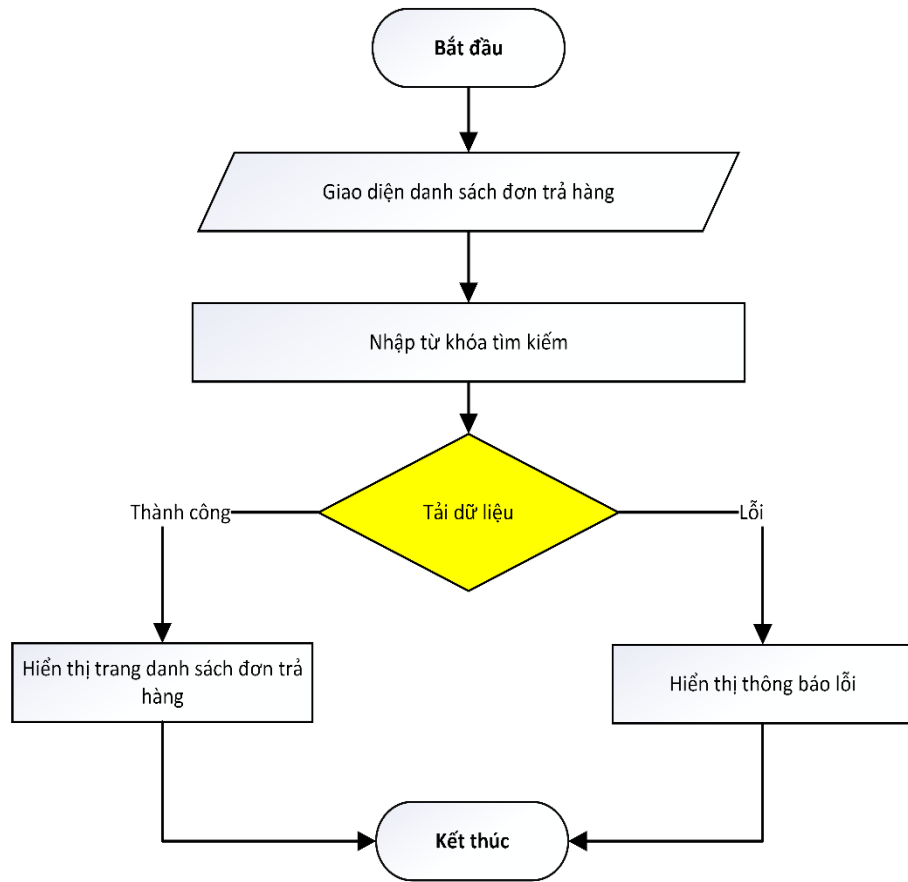 Bắt đầu
Giao diện danh sách đơn trả hàng
Nhập từ khóa tìm kiếm
Tải dữ liệu
Thành công
Lỗi
Hiển thị trang danh sách đơn trả
hàng
Hiển thị thông báo lỗi
Kết thúc